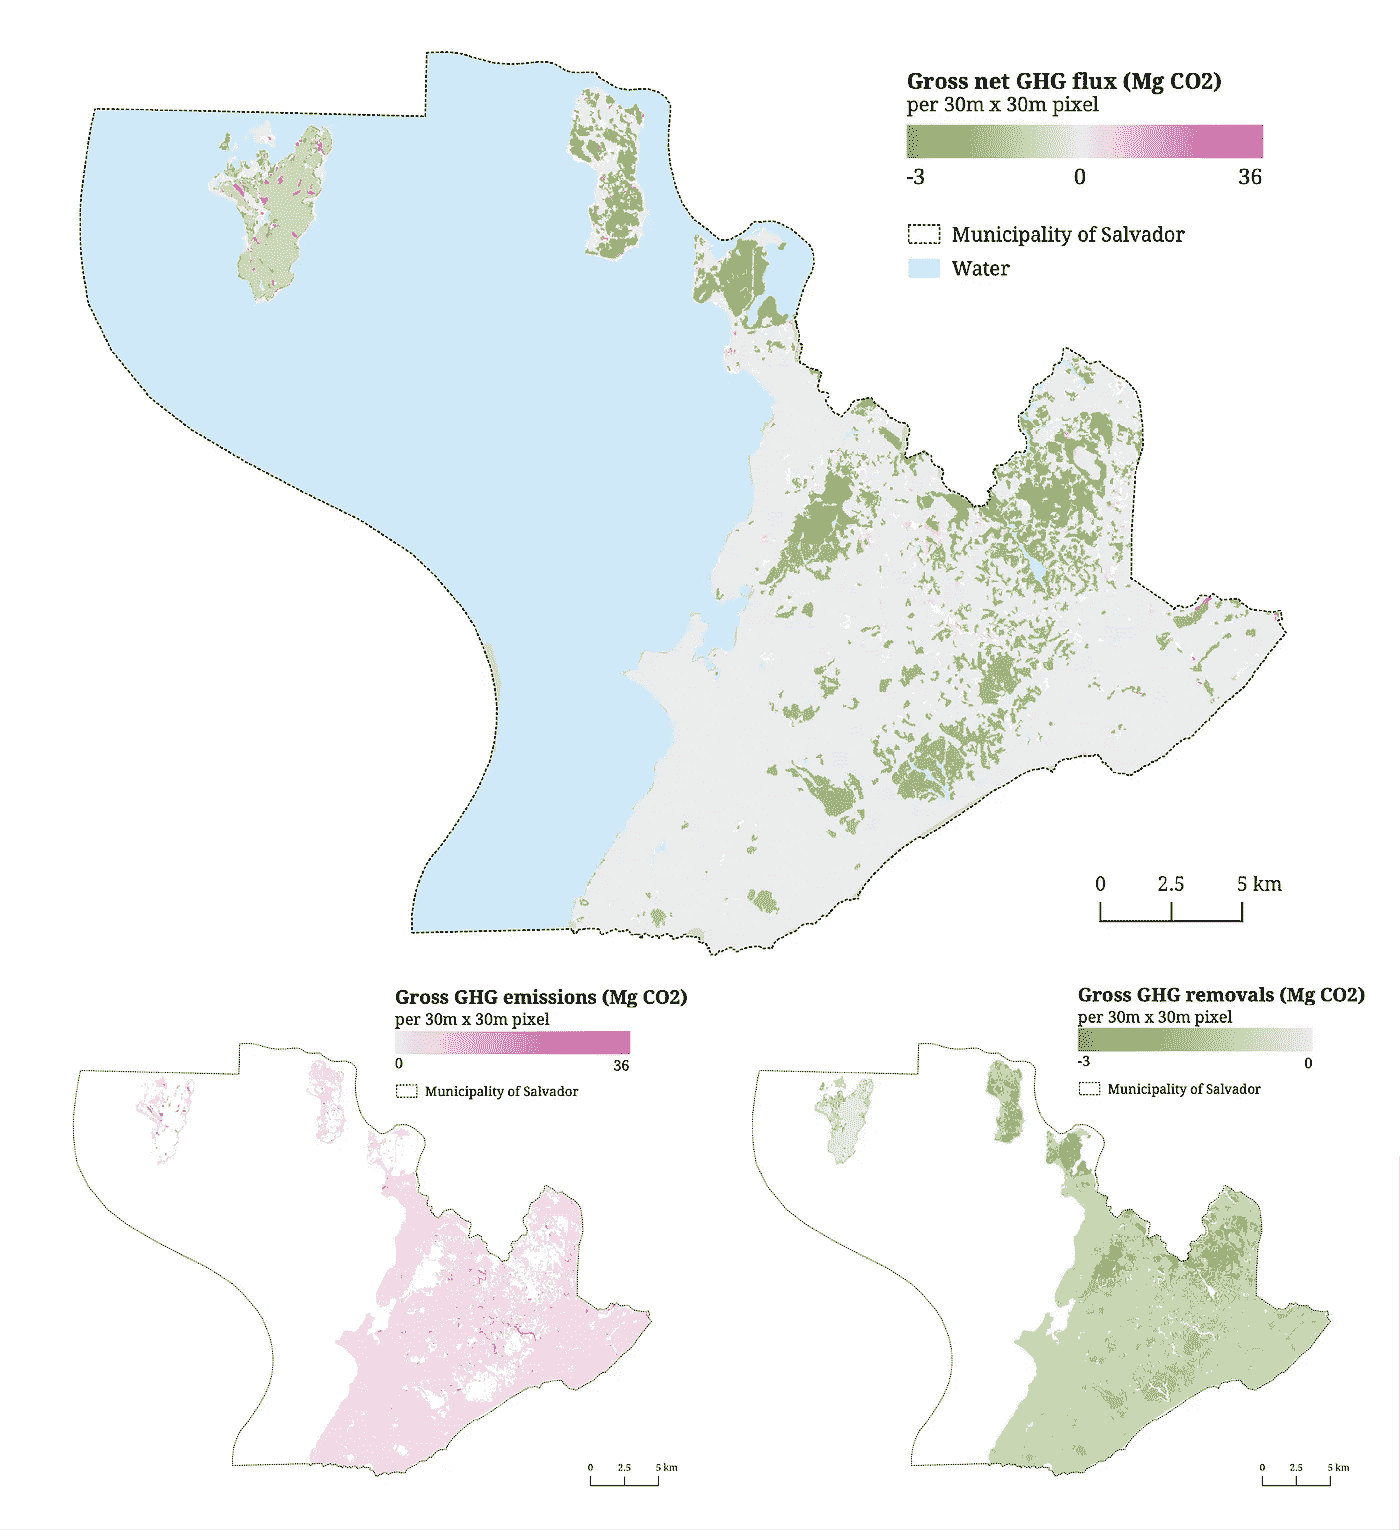 Gross net GHG flux (Mg CO2)
per 30m x 30m pixel
-3 0 36
Municipality of Salvador
Water
0 2.5 5 km
Gross GHG emissions (Mg CO2)
per 30m x 30m pixel
0 36
Municipality of Salvador
0 2.5 5 km
Gross GHG removals (Mg CO2)
per 30m x 30m pixel
-3 0
Municipality of Salvador
0 2.5 5 km